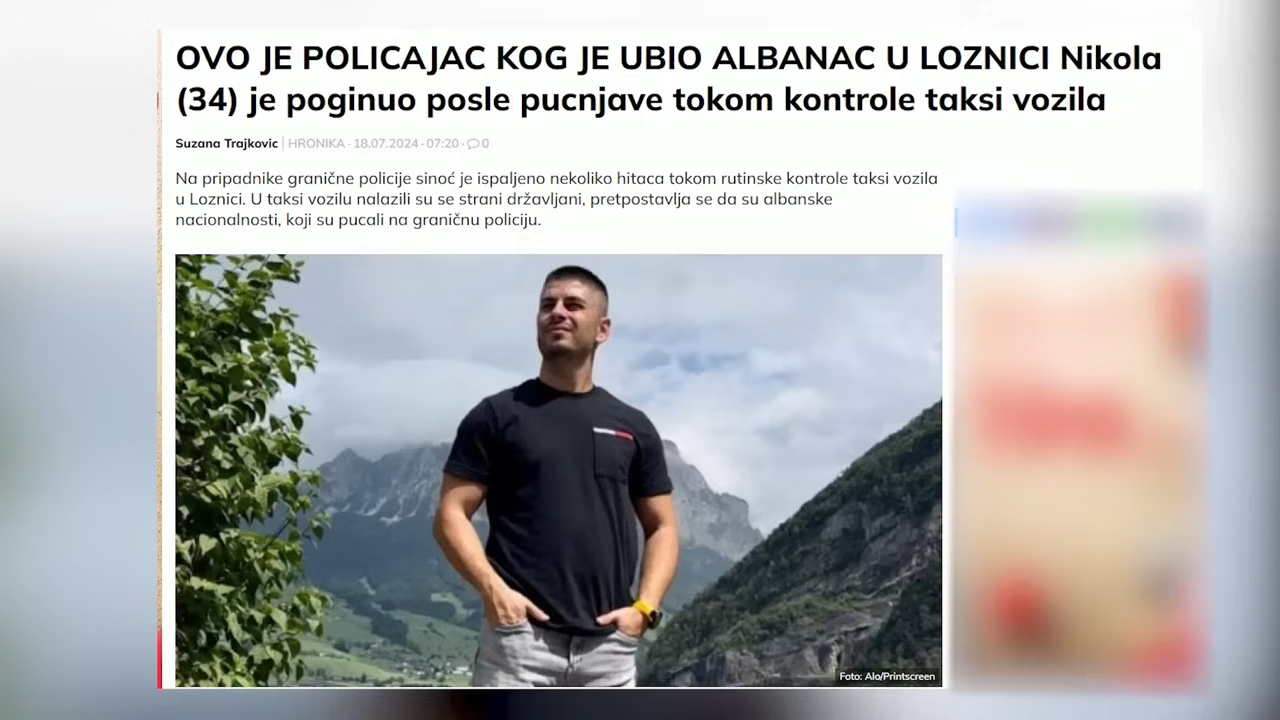 OVO JE POLICAJAC KOG JE UBIO ALBANAC U LOZNICI Nikola
(34) je poginuo posle pucnjave tokom kontrole taksi vozila
Suzana Trajkovic | HRONIKA · 18.07.2024 · 07:20 · 0
Na pripadnike granične policije sinoć je ispaljeno nekoliko hitaca tokom rutinske kontrole taksi vozila
u Loznici. U taksi vozilu nalazili su se strani državljani, pretpostavlja se da su albanske
nacionalnosti, koji su pucali na graničnu policiju.
Foto: Alo/Printscreen